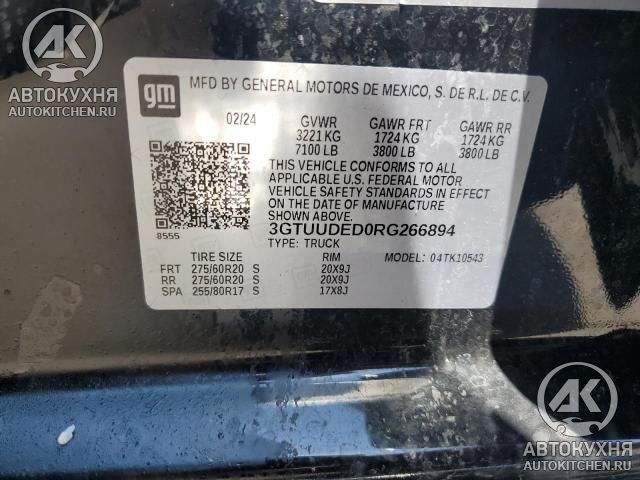 АВТОКУХНЯ
AUTOKITCHEN.RU
gm
MFD BY GENERAL MOTORS DE MEXICO, S. DE R.L. DE C.V.
02/24 GVWR GAWR FRT GAWR RR
3221 KG 1724 KG 1724 KG
7100 LB 3800 LB 3800 LB
THIS VEHICLE CONFORMS TO ALL
APPLICABLE U.S. FEDERAL MOTOR
VEHICLE SAFETY STANDARDS IN EFFECT
ON THE DATE OF MANUFACTURE
SHOWN ABOVE.
8555
3GTUUDED0RG266894
TYPE: TRUCK
TIRE SIZE RIM MODEL: 04TK10543
FRT 275/60R20 S 20X9J
RR 275/60R20 S 20X9J
SPA 255/80R17 S 17X8J
АВТОКУХНЯ
AUTOKITCHEN.RU